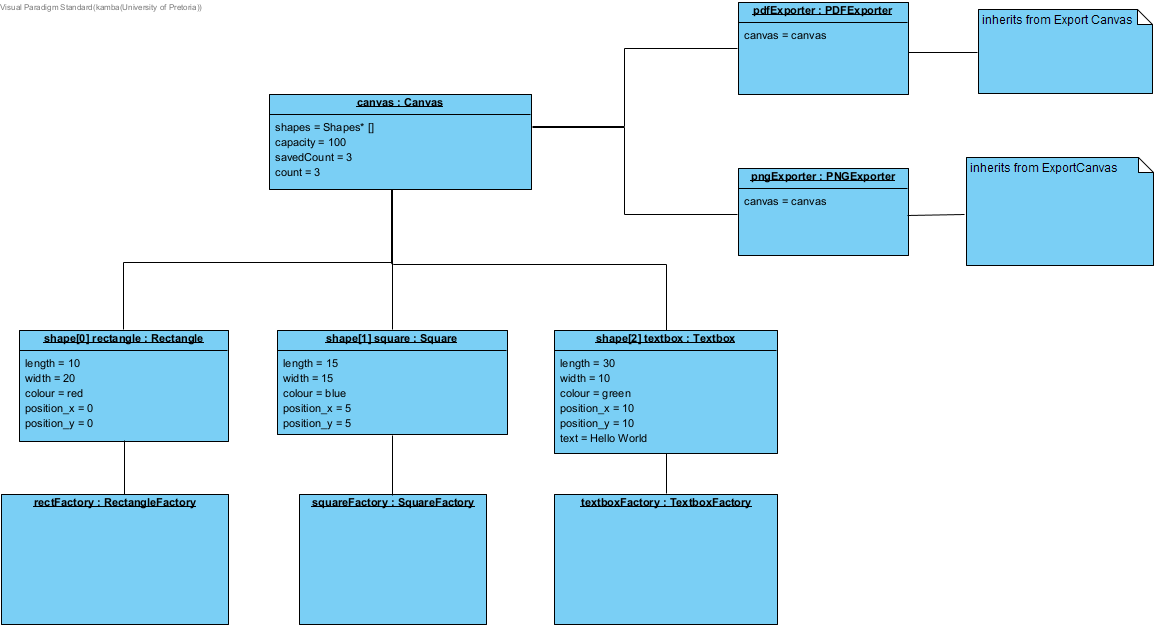 Visual Paradigm Standard(kamba(University of Pretoria))
pdfExporter : PDFExporter
canvas = canvas
inherits from Export Canvas
canvas : Canvas
shapes = Shapes* []
capacity = 100
savedCount = 3
count = 3
pngExporter : PNGExporter
canvas = canvas
inherits from ExportCanvas
shape[0] rectangle : Rectangle
length = 10
width = 20
colour = red
position_x = 0
position_y = 0
shape[1] square : Square
length = 15
width = 15
colour = blue
position_x = 5
position_y = 5
shape[2] textbox : Textbox
length = 30
width = 10
colour = green
position_x = 10
position_y = 10
text = Hello World
rectFactory : RectangleFactory
squareFactory : SquareFactory
textboxFactory : TextboxFactory